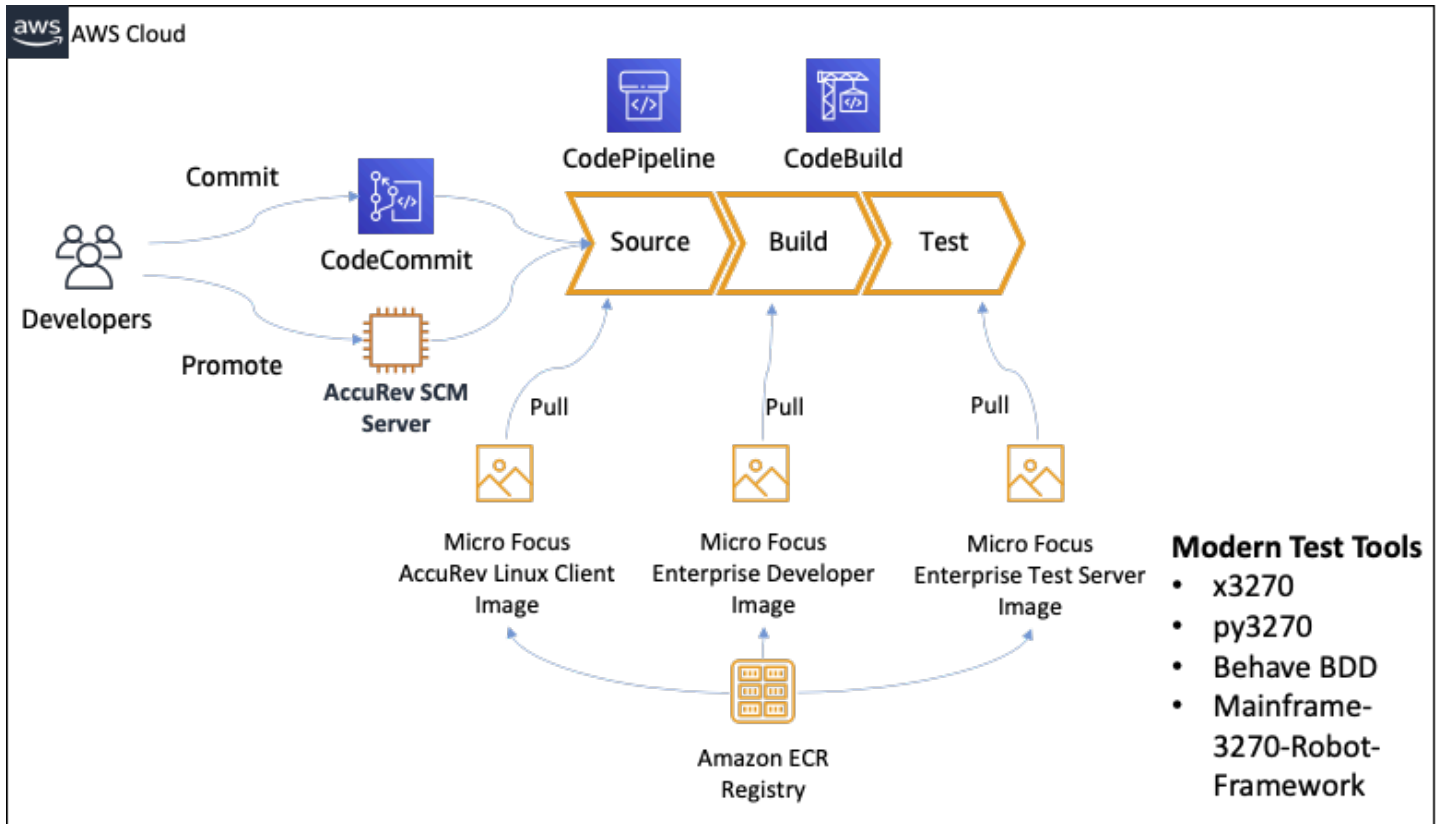 aws
AWS Cloud
CodePipeline
CodeBuild
Commit
CodeCommit
Developers
Promote
AccuRev SCM
Server
Source
Build
Test
Pull
Pull
Pull
Micro Focus
AccuRev Linux Client
Image
Micro Focus
Enterprise Developer
Image
Micro Focus
Enterprise Test Server
Image
Amazon ECR
Registry
Modern Test Tools
• x3270
• py3270
• Behave BDD
• Mainframe-
3270-Robot-
Framework